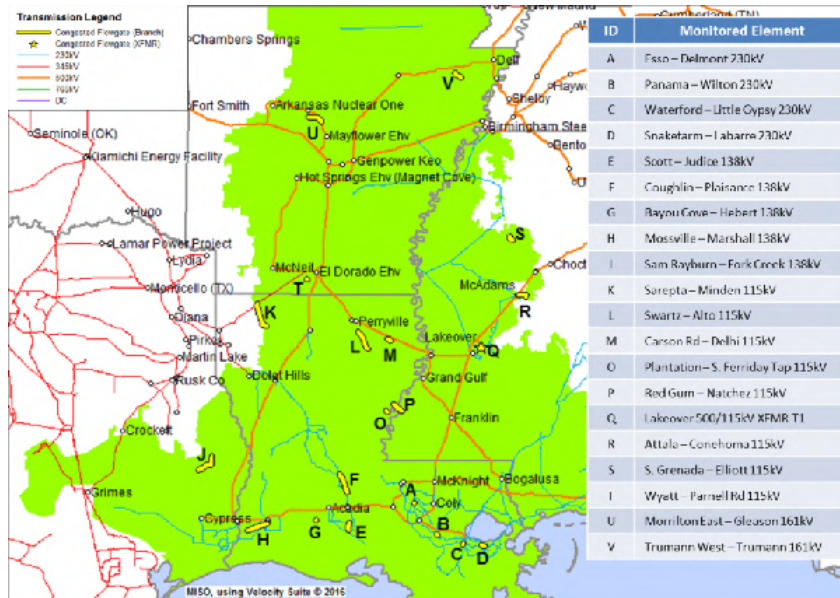 Transmission Legend
Congested Flowgate (Branch)
Congested Flowgate (XFMR)
230kV
345kV
500kV
765kV
DC
Chambers Springs
Fort Smith
Seminole (OK)
Kiamichi Energy Facility
Hugo
Lamar Power Project
Lydia
Monticello (TX)
Diana
Pirkey
Martin Lake
Rusk Co
Crockett
Grimes
Cypress
Arkansas Nuclear One
U
Mayflower Ehv
Genpower Keo
Hot Springs Ehv (Magnet Cove)
V
Dell
Shelby
Birmingham Stee
Cumberland (TN)
New Madrid
McNeil
El Dorado Ehv
T
K
Perryville
L
M
Dolet Hills
S
McAdams
Choct
R
Lakeover
Q
Grand Gulf
P
O
Franklin
J
F
McKnight
Bogalusa
A
Coly
Acadia
H
G
E
B
C
D
MISO, using Velocity Suite © 2016
ID Monitored Element
A Esso – Delmont 230kV
B Panama – Wilton 230kV
C Waterford – Little Gypsy 230kV
D Snakefarm – Labarre 230kV
E Scott – Judice 138kV
F Coughlin – Plaisance 138kV
G Bayou Cove – Hebert 138kV
H Mossville – Marshall 138kV
I Sam Rayburn – Fork Creek 138kV
K Sarepta – Minden 115kV
L Swartz – Alto 115kV
M Carson Rd – Delhi 115kV
O Plantation – S. Ferriday Tap 115kV
P Red Gum – Natchez 115kV
Q Lakeover 500/115kV XFMR T1
R Attala – Conehoma 115kV
S S. Grenada – Elliott 115kV
T Wyatt – Parnell Rd 115kV
U Morrilton East – Gleason 161kV
V Trumann West – Trumann 161kV